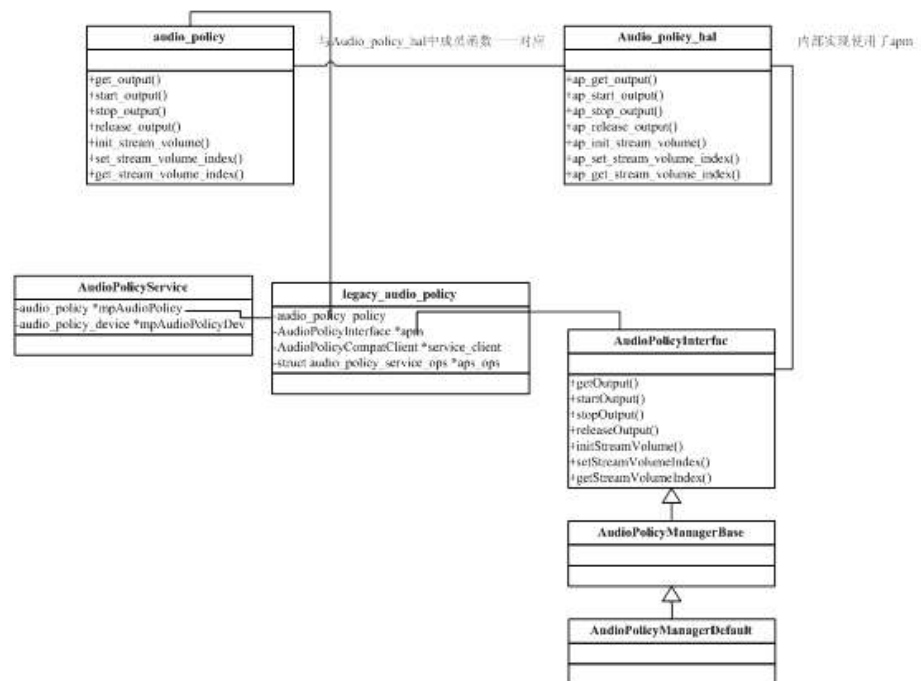 audio_policy
+get_output()
+start_output()
+stop_output()
+release_output()
+init_stream_volume()
+set_stream_volume_index()
+get_stream_volume_index()
与Audio_policy_hal中成员函数一一对应
Audio_policy_hal
+ap_get_output()
+ap_start_output()
+ap_stop_output()
+ap_release_output()
+ap_init_stream_volume()
+ap_set_stream_volume_index()
+ap_get_stream_volume_index()
内部实现使用了apm
AudioPolicyService
-audio_policy *mpAudioPolicy
-audio_policy_device *mpAudioPolicyDev
legacy_audio_policy
-audio_policy policy
-AudioPolicyInterface *apm
-AudioPolicyCompatClient *service_client
-struct audio_policy_service_ops *aps_ops
AudioPolicyInterfac
+getOutput()
+startOutput()
+stopOutput()
+releaseOutput()
+initStreamVolume()
+setStreamVolumeIndex()
+getStreamVolumeIndex()
AudioPolicyManagerBase
AudioPolicyManagerDefault